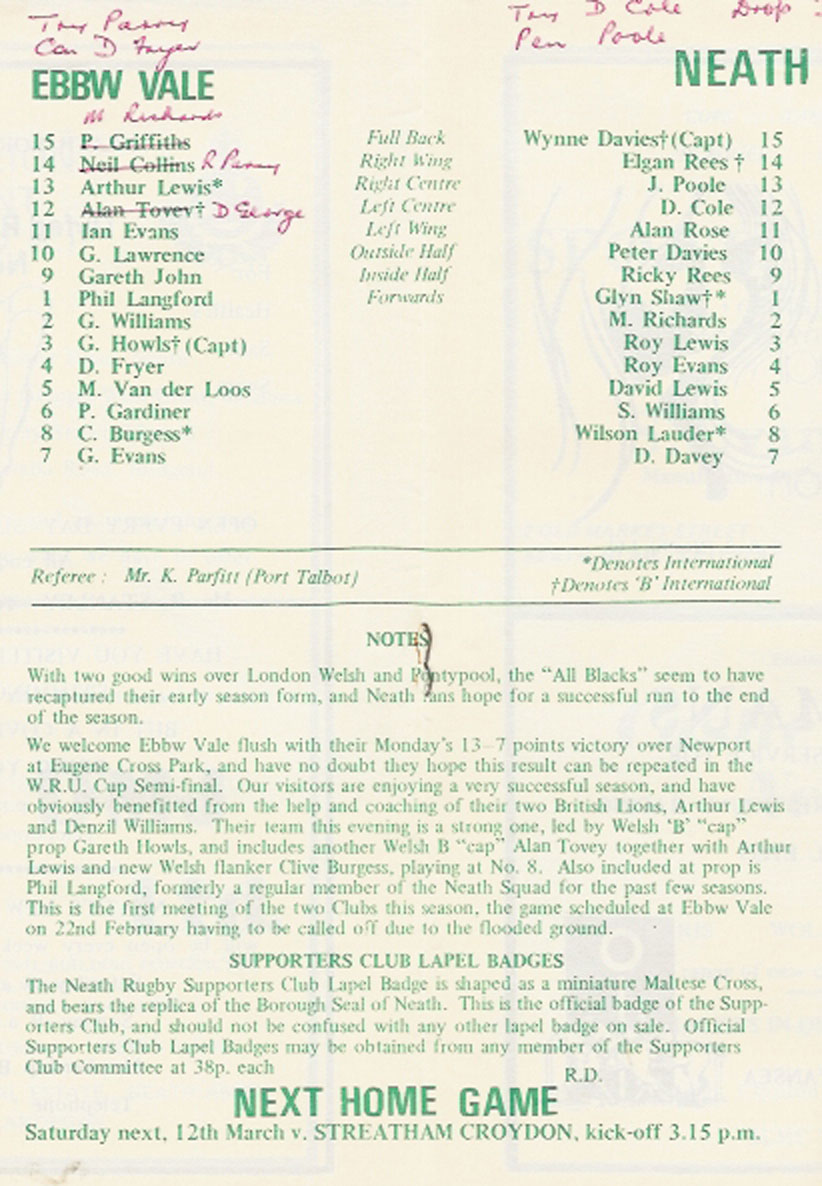 Try Parry
Con D Fryer
Try D Cole Drop
Pen Poole
EBBW VALE
NEATH
M Richards
15 P. Griffiths Full Back Wynne Davies†(Capt) 15
14 Neil Collins R Parry Right Wing Elgan Rees † 14
13 Arthur Lewis* Right Centre J. Poole 13
12 Alan Tovey† D George Left Centre D. Cole 12
11 Ian Evans Left Wing Alan Rose 11
10 G. Lawrence Outside Half Peter Davies 10
9 Gareth John Inside Half Ricky Rees 9
1 Phil Langford Forwards Glyn Shaw†* 1
2 G. Williams M. Richards 2
3 G. Howls† (Capt) Roy Lewis 3
4 D. Fryer Roy Evans 4
5 M. Van der Loos David Lewis 5
6 P. Gardiner S. Williams 6
8 C. Burgess* Wilson Lauder* 8
7 G. Evans D. Davey 7
Referee : Mr. K. Parfitt (Port Talbot)
*Denotes International
†Denotes 'B' International
NOTES
With two good wins over London Welsh and Pontypool, the "All Blacks" seem to have
recaptured their early season form, and Neath fans hope for a successful run to the end
of the season.
We welcome Ebbw Vale flush with their Monday's 13–7 points victory over Newport
at Eugene Cross Park, and have no doubt they hope this result can be repeated in the
W.R.U. Cup Semi-final. Our visitors are enjoying a very successful season, and have
obviously benefitted from the help and coaching of their two British Lions, Arthur Lewis
and Denzil Williams. Their team this evening is a strong one, led by Welsh 'B' "cap"
prop Gareth Howls, and includes another Welsh B "cap" Alan Tovey together with Arthur
Lewis and new Welsh flanker Clive Burgess, playing at No. 8. Also included at prop is
Phil Langford, formerly a regular member of the Neath Squad for the past few seasons.
This is the first meeting of the two Clubs this season, the game scheduled at Ebbw Vale
on 22nd February having to be called off due to the flooded ground.
SUPPORTERS CLUB LAPEL BADGES
The Neath Rugby Supporters Club Lapel Badge is shaped as a miniature Maltese Cross,
and bears the replica of the Borough Seal of Neath. This is the official badge of the Supp-
orters Club, and should not be confused with any other lapel badge on sale. Official
Supporters Club Lapel Badges may be obtained from any member of the Supporters
Club Committee at 38p. each
R.D.
NEXT HOME GAME
Saturday next, 12th March v. STREATHAM CROYDON, kick-off 3.15 p.m.